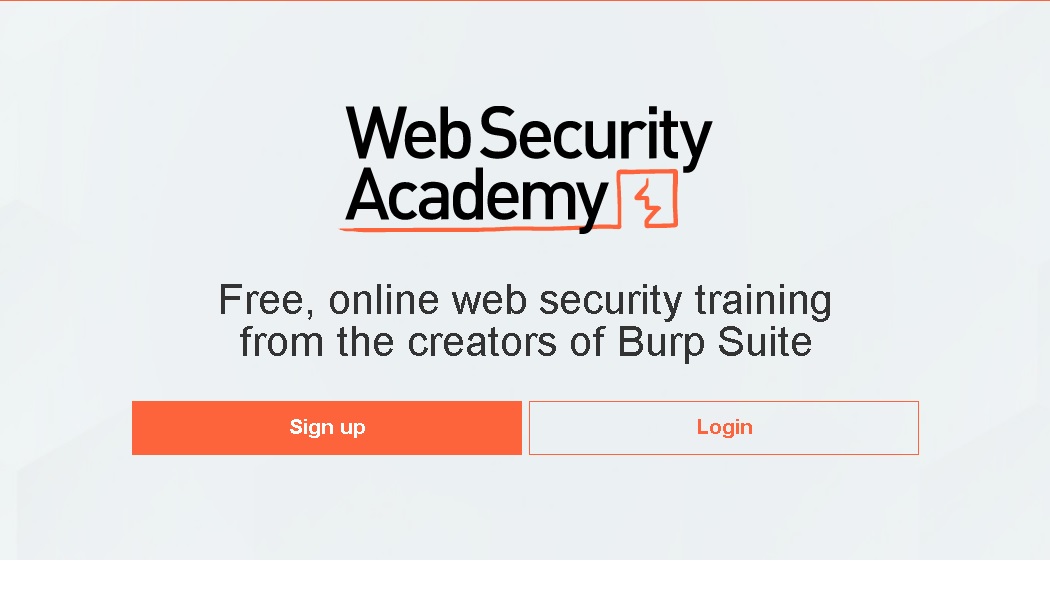 Web Security
Academy
Free, online web security training
from the creators of Burp Suite
Sign up
Login